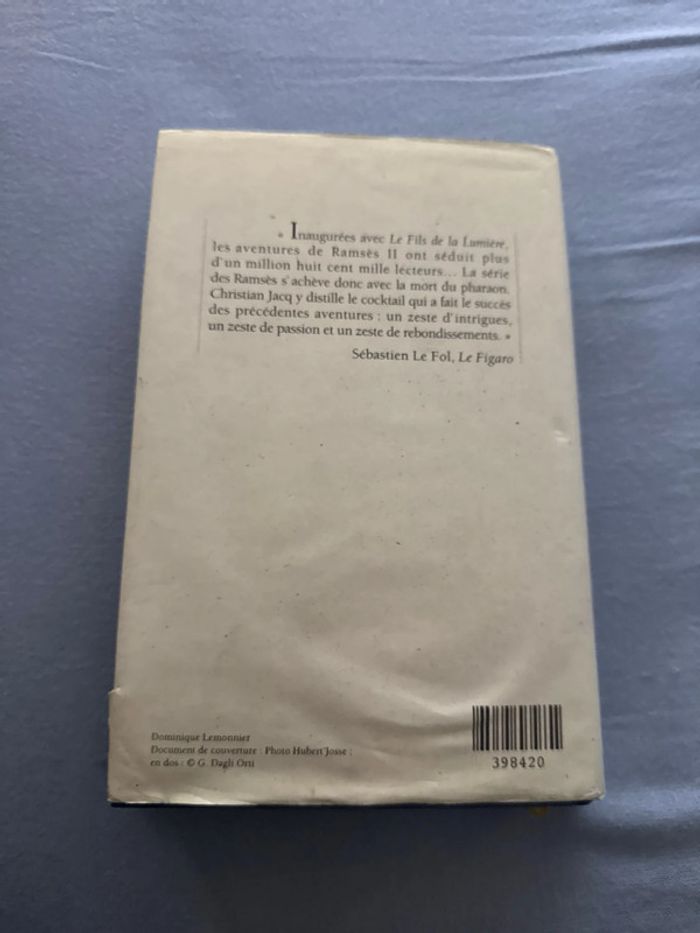 « Inaugurées avec Le Fils de la Lumière,
les aventures de Ramsès II ont séduit plus
d'un million huit cent mille lecteurs... La série
des Ramsès s'achève donc avec la mort du pharaon.
Christian Jacq y distille le cocktail qui a fait le succès
des précédentes aventures : un zeste d'intrigues,
un zeste de passion et un zeste de rebondissements. »
Sébastien Le Fol, Le Figaro
Dominique Lemonnier
Document de couverture : Photo Hubert Josse ;
en dos : © G. Dagli Orti
398420